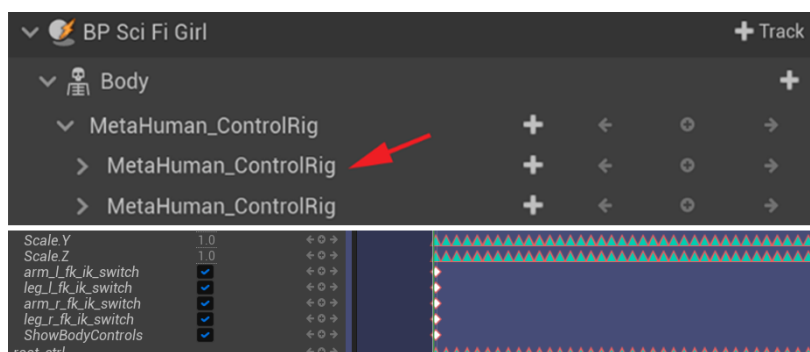 BP Sci Fi Girl
Track
Body
MetaHuman_ControlRig
MetaHuman_ControlRig
MetaHuman_ControlRig
Scale.Y 1.0
Scale.Z 1.0
arm_l_fk_ik_switch
leg_l_fk_ik_switch
arm_r_fk_ik_switch
leg_r_fk_ik_switch
ShowBodyControls
root_ctrl